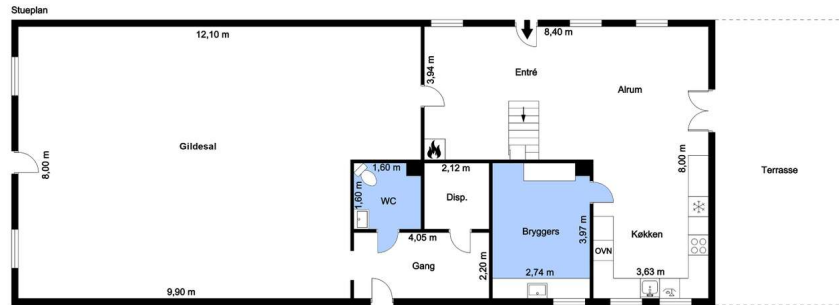 Stueplan
12,10 m
8,40 m
3,94 m
Entré
Alrum
Gildesal
8,00 m
1,60 m
1,60 m
WC
2,12 m
Disp.
8,00 m
Terrasse
Bryggers
3,97 m
Køkken
OVN
4,05 m
Gang
2,20 m
2,74 m
3,63 m
9,90 m